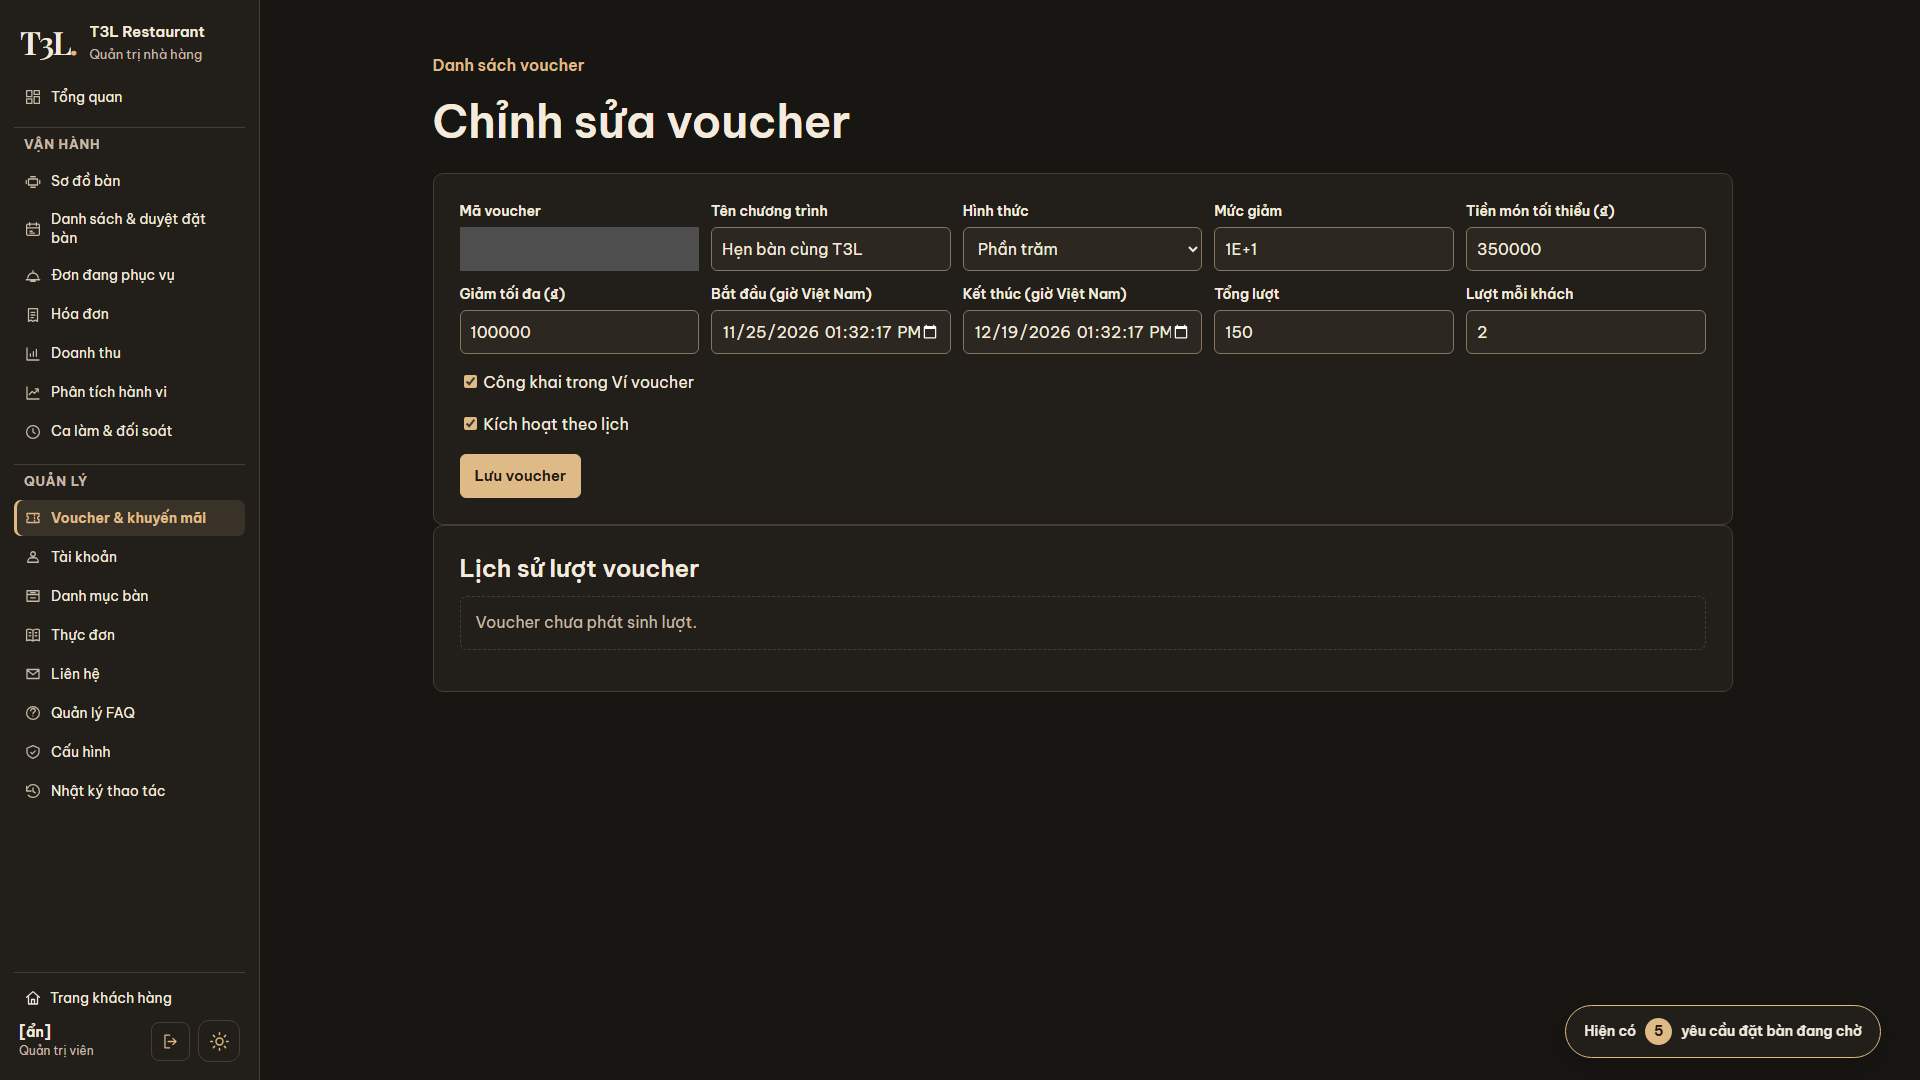 T3L.
T3L Restaurant
Quản trị nhà hàng
Tổng quan
VẬN HÀNH
Sơ đồ bàn
Danh sách & duyệt đặt
bàn
Đơn đang phục vụ
Hóa đơn
Doanh thu
Phân tích hành vi
Ca làm & đối soát
QUẢN LÝ
Voucher & khuyến mãi
Tài khoản
Danh mục bàn
Thực đơn
Liên hệ
Quản lý FAQ
Cấu hình
Nhật ký thao tác
Trang khách hàng
[ẩn]
Quản trị viên
Danh sách voucher
Chỉnh sửa voucher
Mã voucher
Tên chương trình
Hẹn bàn cùng T3L
Hình thức
Phần trăm
Mức giảm
1E+1
Tiền món tối thiểu (₫)
350000
Giảm tối đa (₫)
100000
Bắt đầu (giờ Việt Nam)
11/25/2026 01:32:17 PM
Kết thúc (giờ Việt Nam)
12/19/2026 01:32:17 PM
Tổng lượt
150
Lượt mỗi khách
2
Công khai trong Ví voucher
Kích hoạt theo lịch
Lưu voucher
Lịch sử lượt voucher
Voucher chưa phát sinh lượt.
Hiện có 5 yêu cầu đặt bàn đang chờ